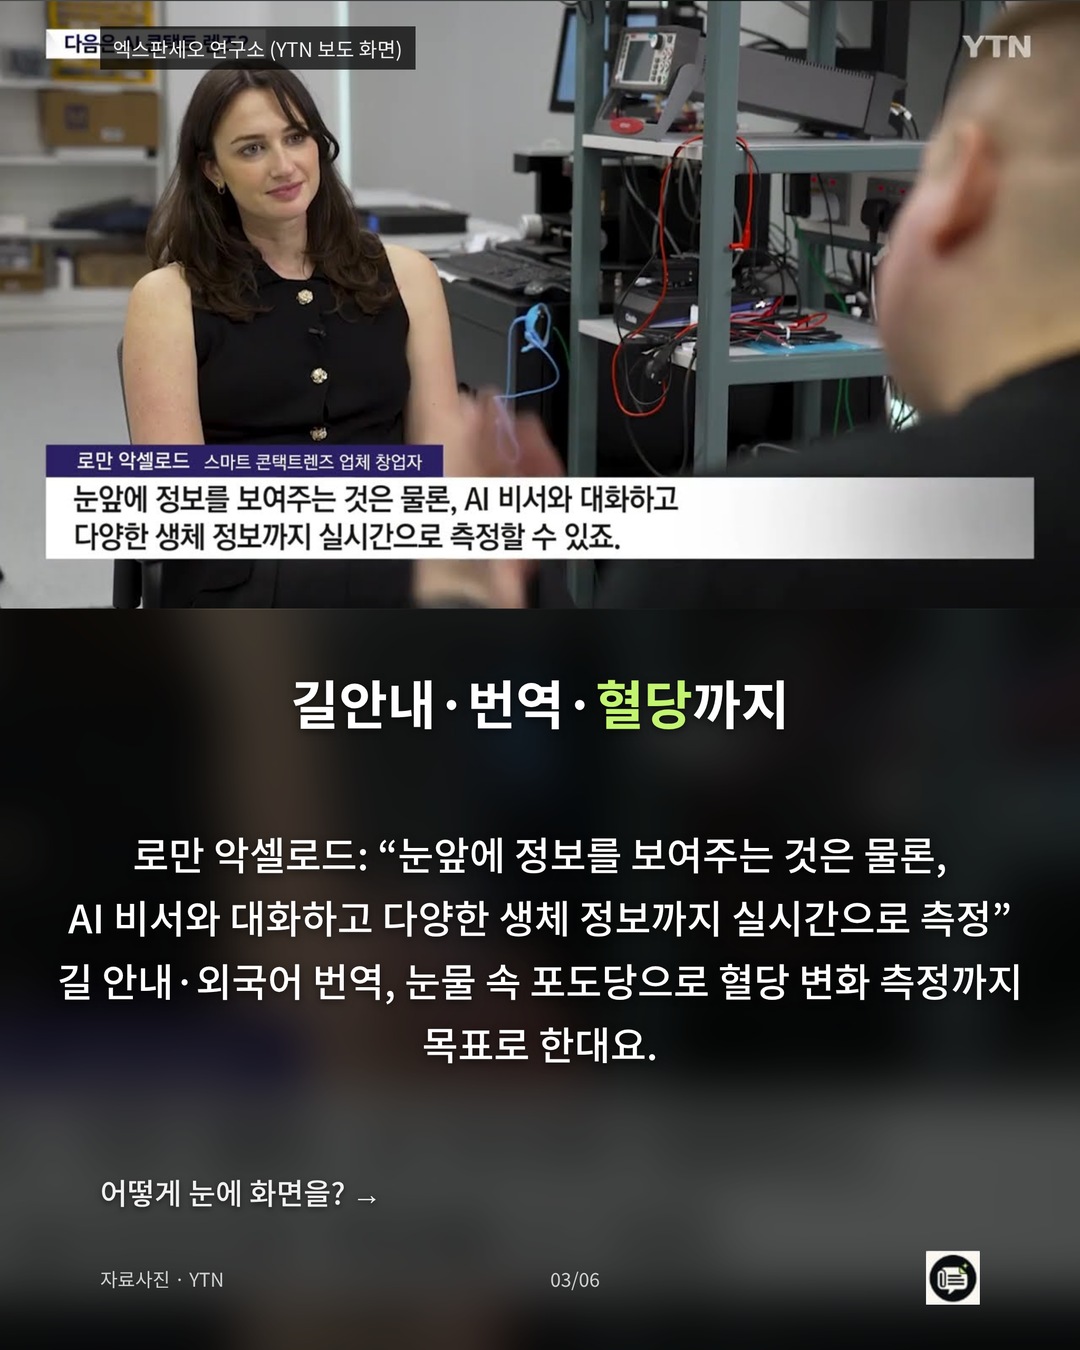 다음은 AI 콘택트 렌즈?
엑스판세오 연구소 (YTN 보도 화면)
YTN
로만 악셀로드 스마트 콘택트렌즈 업체 창업자
눈앞에 정보를 보여주는 것은 물론, AI 비서와 대화하고
다양한 생체 정보까지 실시간으로 측정할 수 있죠.
길안내·번역·혈당까지
로만 악셀로드: “눈앞에 정보를 보여주는 것은 물론,
AI 비서와 대화하고 다양한 생체 정보까지 실시간으로 측정”
길 안내·외국어 번역, 눈물 속 포도당으로 혈당 변화 측정까지
목표로 한대요.
어떻게 눈에 화면을? →
자료사진 · YTN
03/06